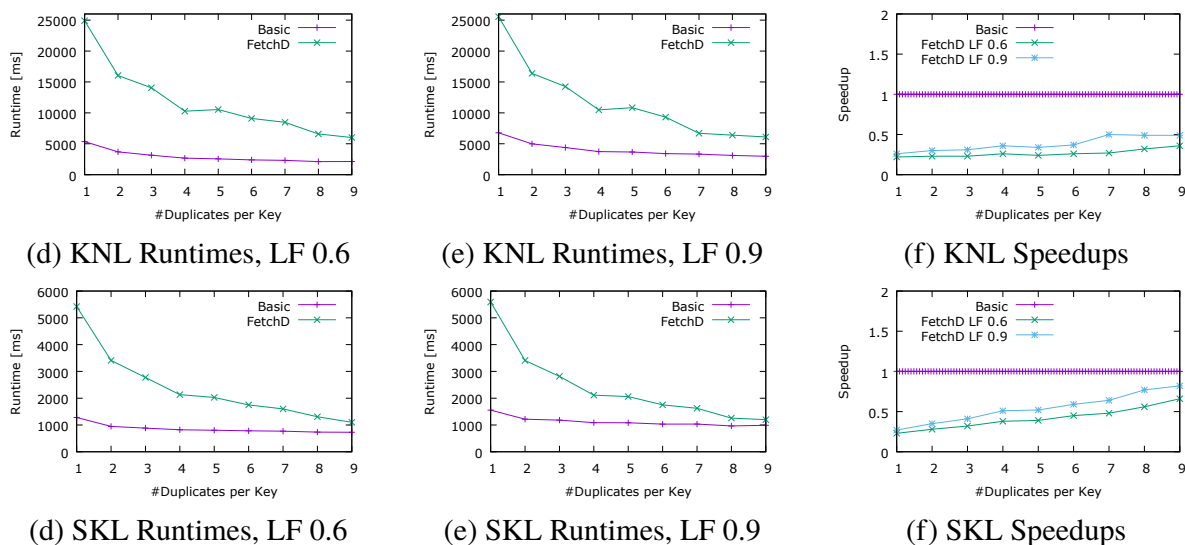 25000
20000
15000
10000
5000
0
Runtime [ms]
Basic
FetchD
1 2 3 4 5 6 7 8 9
#Duplicates per Key
(d) KNL Runtimes, LF 0.6
25000
20000
15000
10000
5000
0
Runtime [ms]
Basic
FetchD
1 2 3 4 5 6 7 8 9
#Duplicates per Key
(e) KNL Runtimes, LF 0.9
2
1.5
1
0.5
0
Speedup
Basic
FetchD LF 0.6
FetchD LF 0.9
1 2 3 4 5 6 7 8 9
#Duplicates per Key
(f) KNL Speedups
6000
5000
4000
3000
2000
1000
0
Runtime [ms]
Basic
FetchD
1 2 3 4 5 6 7 8 9
#Duplicates per Key
(d) SKL Runtimes, LF 0.6
6000
5000
4000
3000
2000
1000
0
Runtime [ms]
Basic
FetchD
1 2 3 4 5 6 7 8 9
#Duplicates per Key
(e) SKL Runtimes, LF 0.9
2
1.5
1
0.5
0
Speedup
Basic
FetchD LF 0.6
FetchD LF 0.9
1 2 3 4 5 6 7 8 9
#Duplicates per Key
(f) SKL Speedups